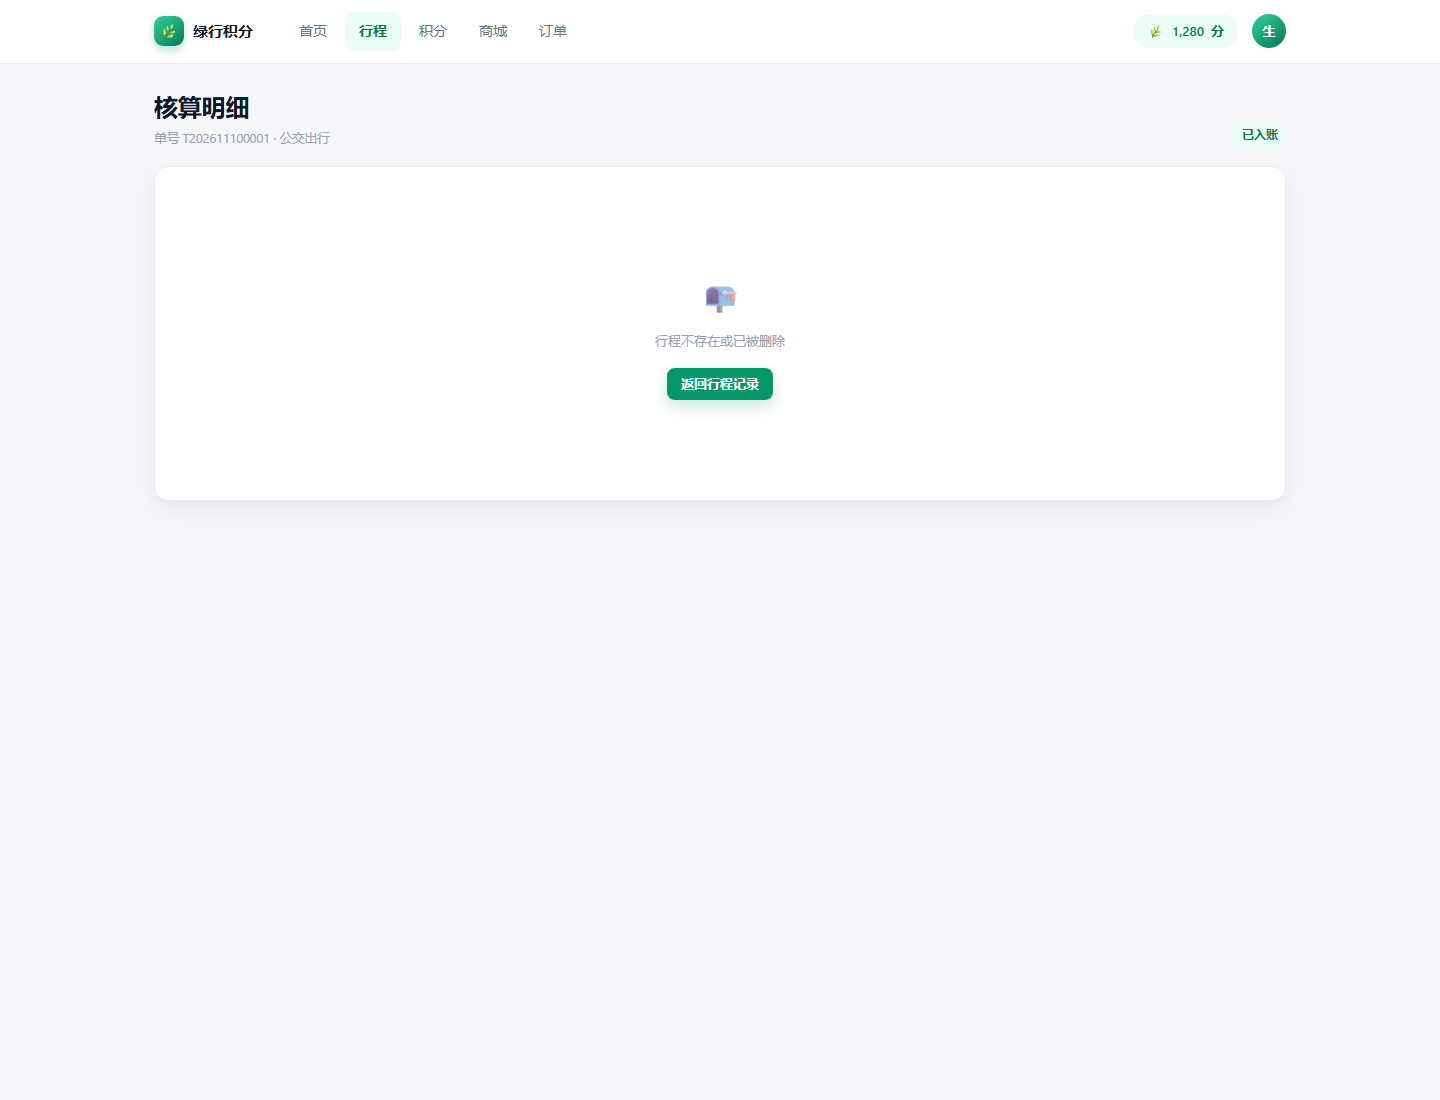 绿行积分 首页 行程 积分 商城 订单 1,280 分 生
核算明细
单号 T202611100001 · 公交出行 已入账
行程不存在或已被删除
返回行程记录